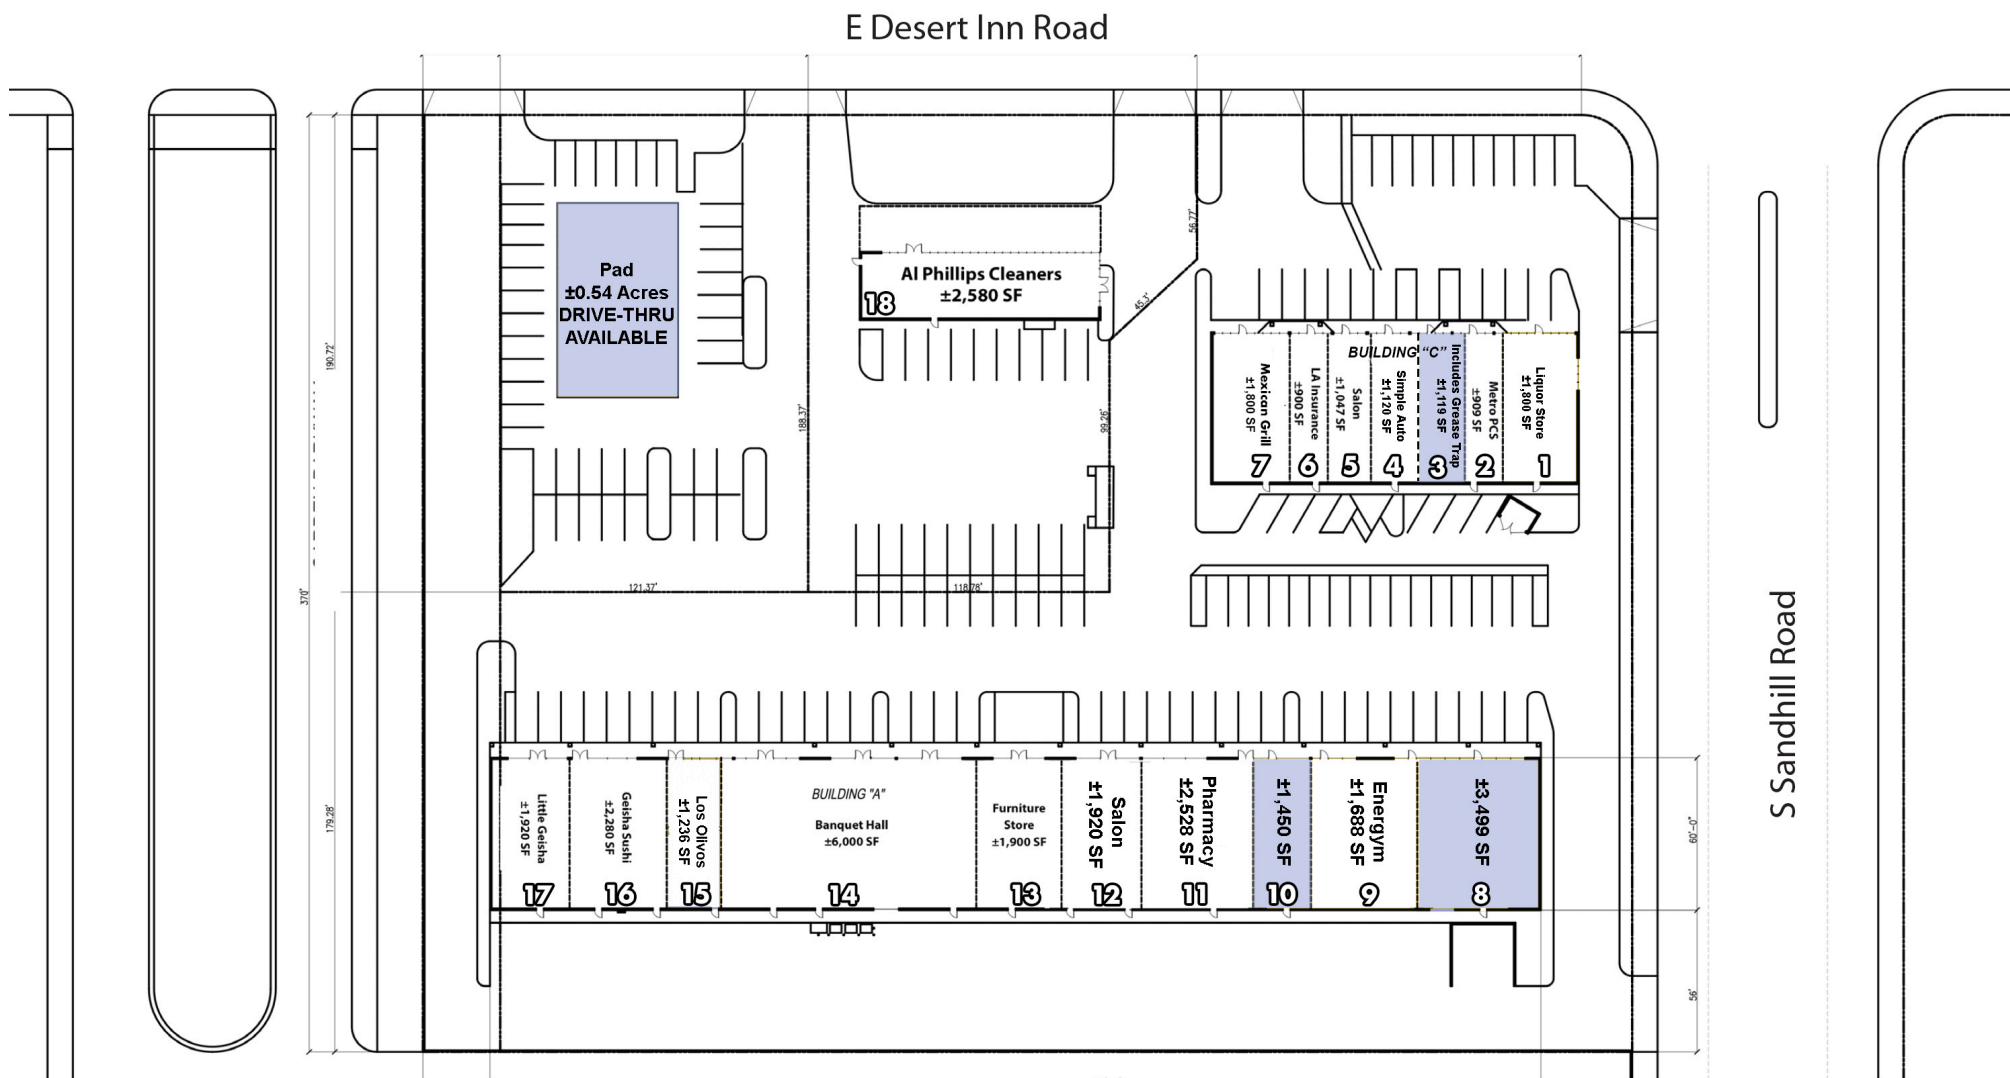 E Desert Inn Road
Pad
±0.54 Acres
DRIVE-THRU
AVAILABLE
Al Phillips Cleaners
±2,580 SF
18
56.77'
45.3'
190.72'
188.37'
99.26'
BUILDING "C"
Mexican Grill
±1,800 SF
7
LA Insurance
±900 SF
6
Salon
±1,047 SF
5
Simple Auto
±1,120 SF
4
Includes Grease Trap
±1,119 SF
3
Metro PCS
±909 SF
2
Liquor Store
±1,800 SF
1
121.37'
118.78'
370'
S Sandhill Road
179.28'
Little Geisha
±1,920 SF
17
Geisha Sushi
±2,280 SF
16
Los Olivos
±1,236 SF
15
BUILDING "A"
Banquet Hall
±6,000 SF
14
Furniture
Store
±1,900 SF
13
Salon
±1,920 SF
12
Pharmacy
±2,528 SF
11
±1,450 SF
10
Energym
±1,688 SF
9
±3,499 SF
8
60'-0"
56'